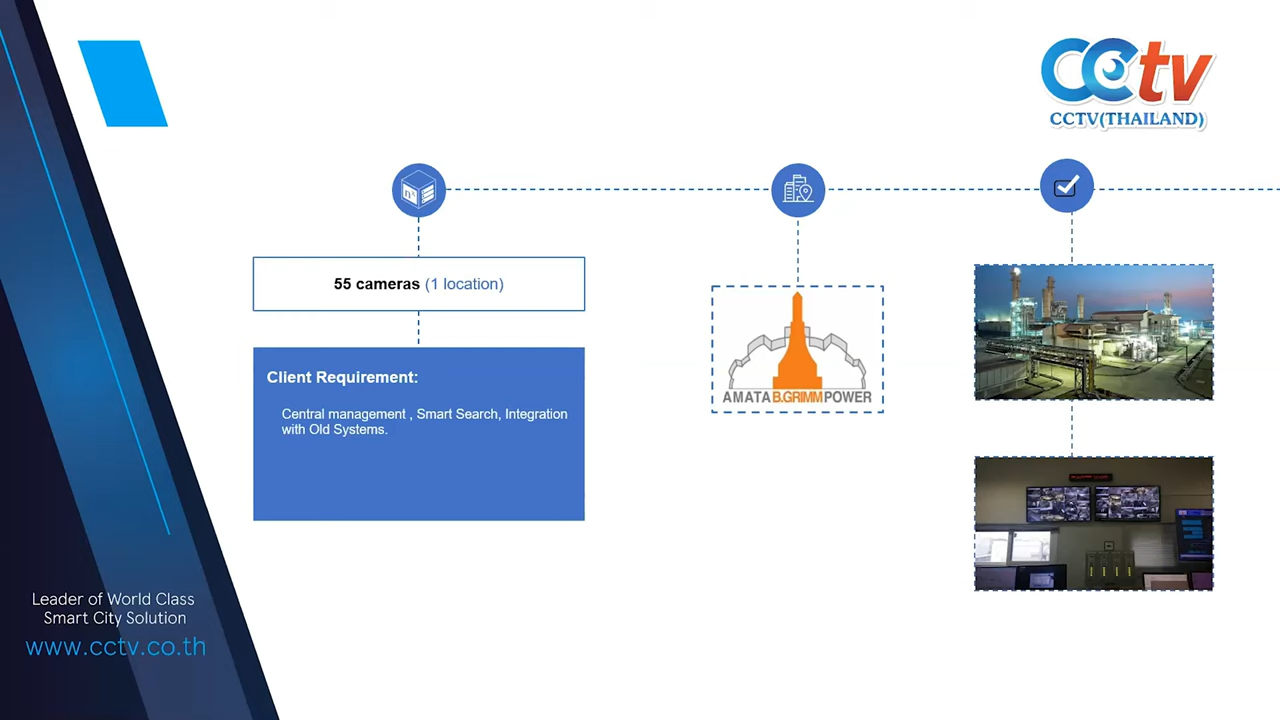 CCtv
CCTV(THAILAND)
n³
55 cameras (1 location)
Client Requirement:
Central management , Smart Search, Integration
with Old Systems.
AMATA B.GRIMM POWER
Leader of World Class
Smart City Solution
www.cctv.co.th